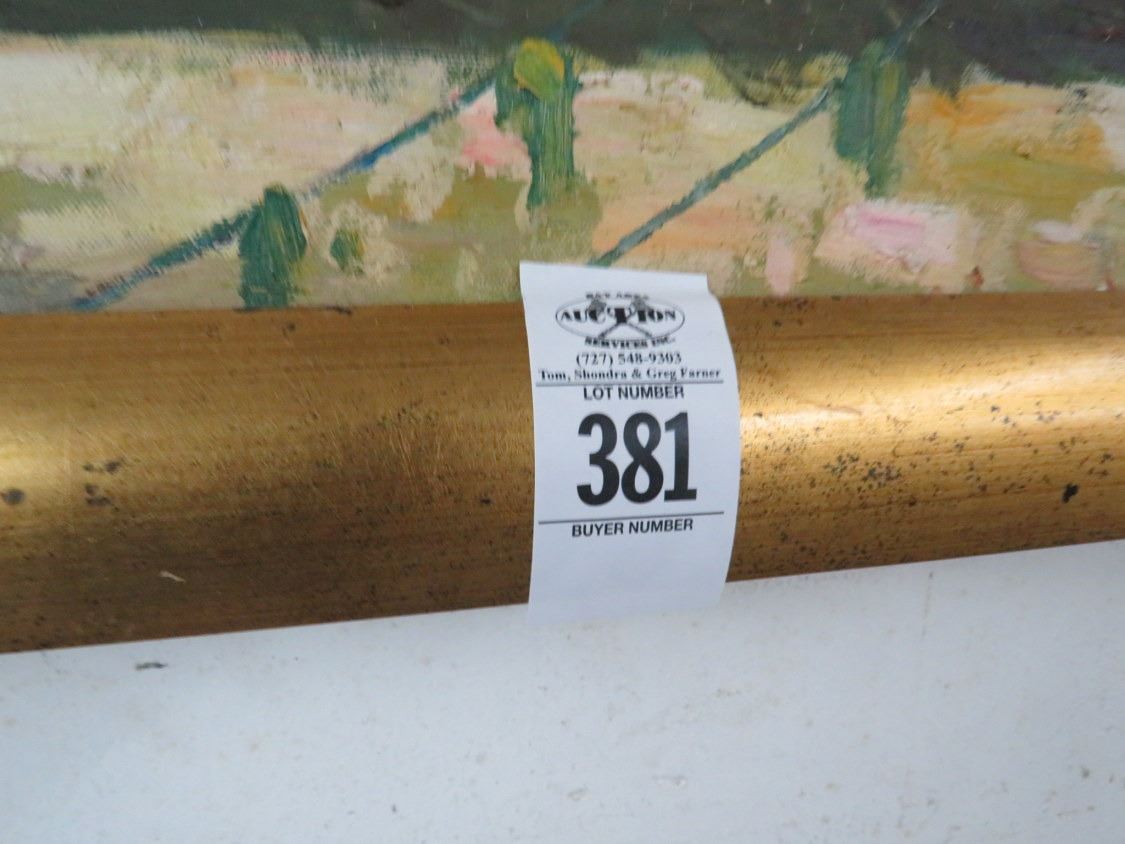 BAY AREA
AUCTION
SERVICES INC.
(727) 548-9303
Tom, Shondra & Greg Farner
LOT NUMBER
381
BUYER NUMBER